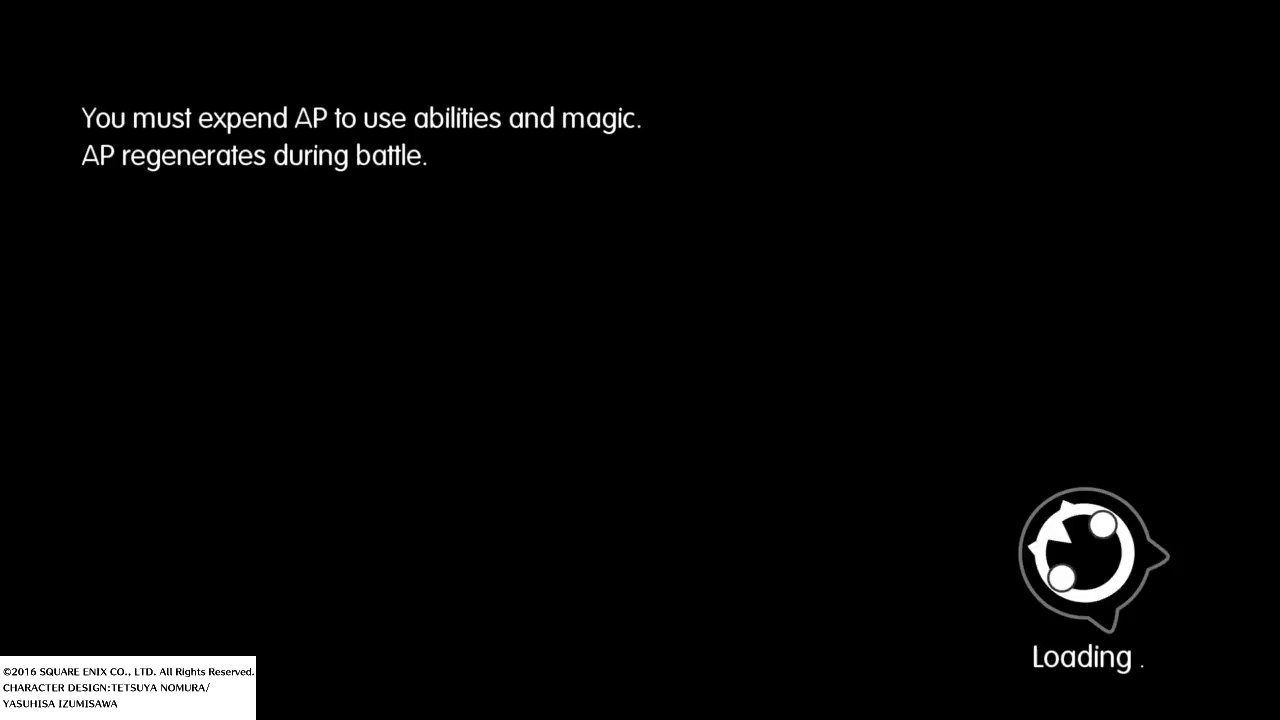 You must expend AP to use abilities and magic.
AP regenerates during battle.
Loading .
©2016 SQUARE ENIX CO., LTD. All Rights Reserved.
CHARACTER DESIGN:TETSUYA NOMURA/
YASUHISA IZUMISAWA